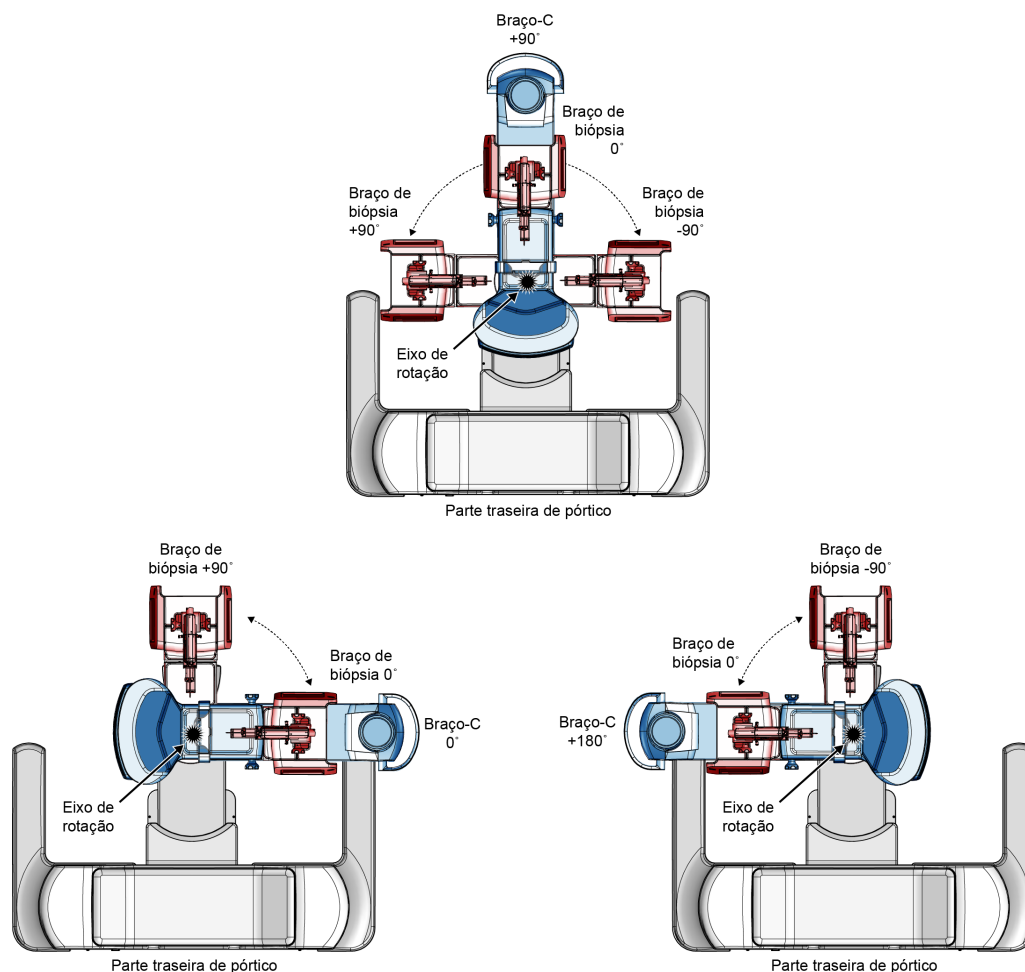 Braço-C
+90˚
Braço de
biópsia
0˚
Braço de
biópsia
+90˚
Braço de
biópsia
-90˚
Eixo de
rotação
Parte traseira de pórtico
Braço de
biópsia +90˚
Braço de
biópsia 0˚
Braço-C
0˚
Eixo de
rotação
Parte traseira de pórtico
Braço de
biópsia -90˚
Braço de
biópsia 0˚
Braço-C
+180˚
Eixo de
rotação
Parte traseira de pórtico